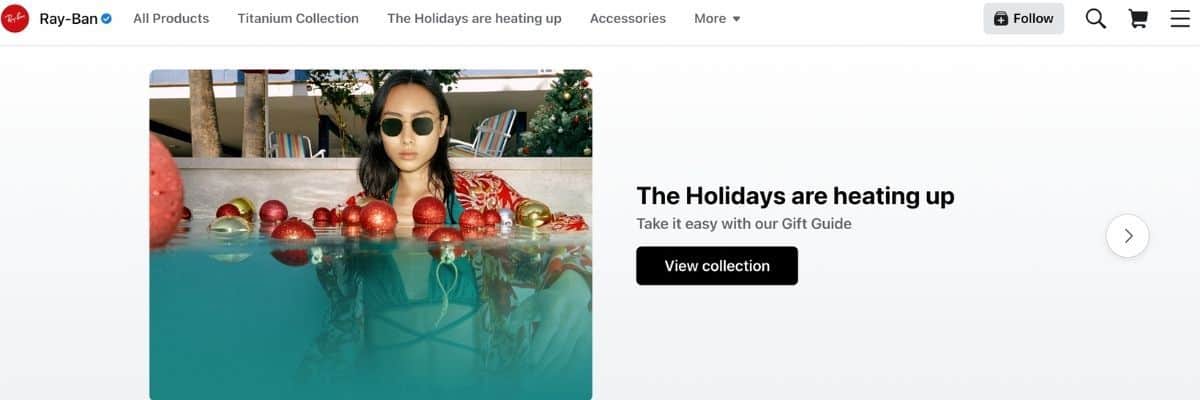 Ray-Ban
Ray-Ban All Products Titanium Collection The Holidays are heating up Accessories More Follow
The Holidays are heating up
Take it easy with our Gift Guide
View collection